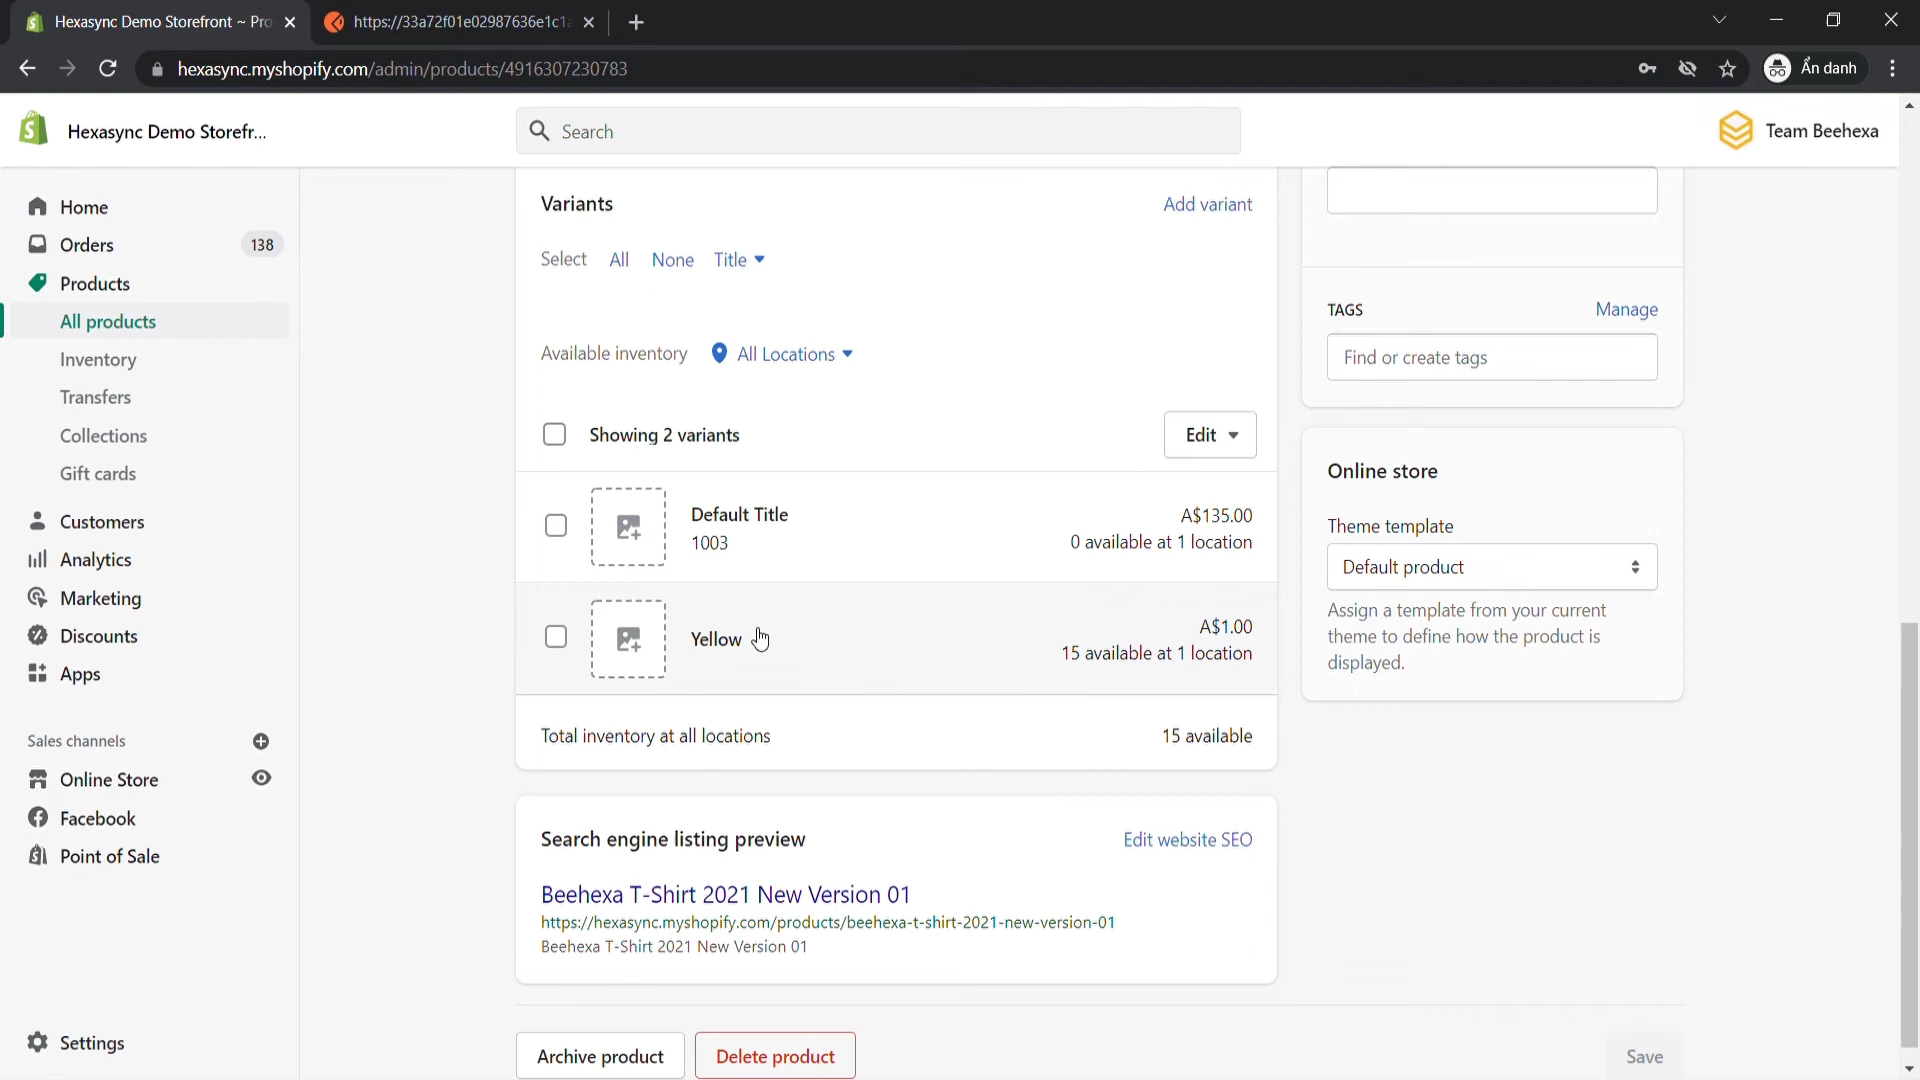 Hexasync Demo Storefront ~ Pro
https://33a72f01e02987636e1c1
hexasync.myshopify.com/admin/products/4916307230783
Ẩn danh
Hexasync Demo Storefr...
Search
Team Beehexa
Home
Orders
138
Products
All products
Inventory
Transfers
Collections
Gift cards
Customers
Analytics
Marketing
Discounts
Apps
Sales channels
Online Store
Facebook
Point of Sale
Settings
Variants
Add variant
Select All None Title
Available inventory All Locations
Showing 2 variants
Edit
Default Title
A$135.00
1003
0 available at 1 location
Yellow
A$1.00
15 available at 1 location
Total inventory at all locations
15 available
Search engine listing preview
Edit website SEO
Beehexa T-Shirt 2021 New Version 01
https://hexasync.myshopify.com/products/beehexa-t-shirt-2021-new-version-01
Beehexa T-Shirt 2021 New Version 01
Archive product
Delete product
TAGS
Manage
Find or create tags
Online store
Theme template
Default product
Assign a template from your current
theme to define how the product is
displayed.
Save